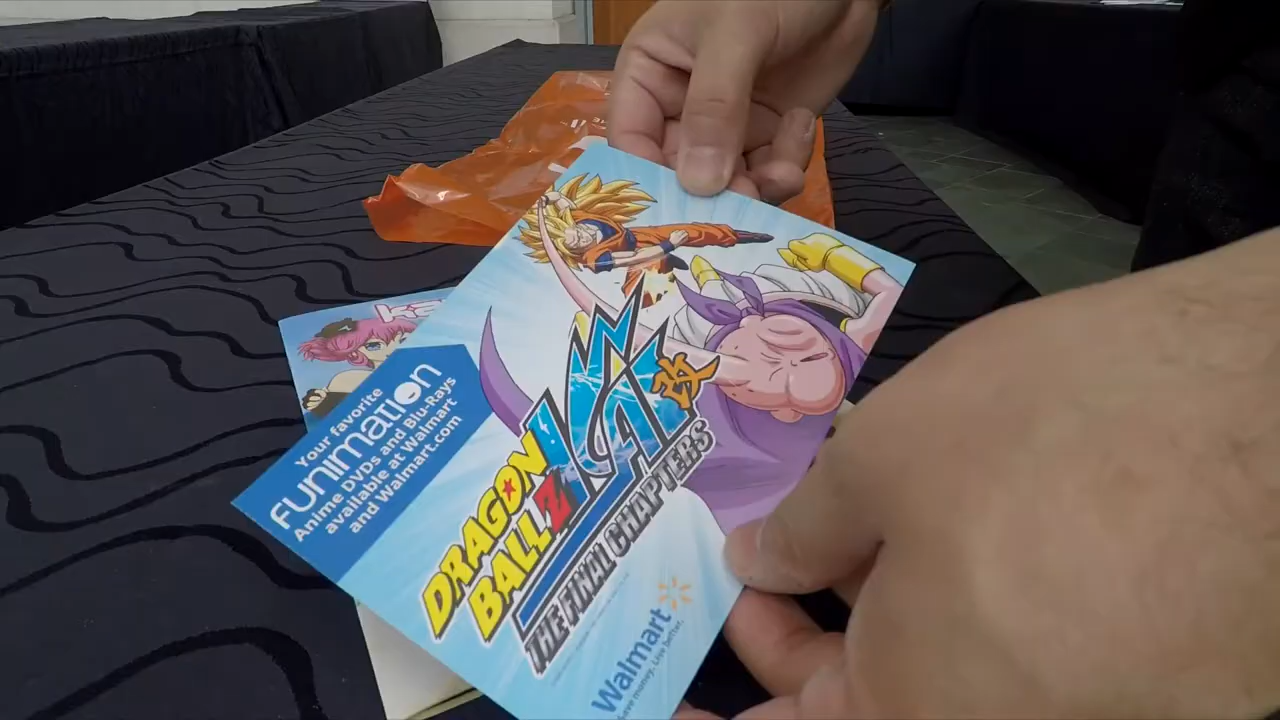 Your favorite
FUNIMATION
Anime DVDs and Blu-Rays
available at Walmart
and Walmart.com
DRAGON
BALL Z
KAI
改
THE FINAL CHAPTERS
Walmart
Save money. Live better.